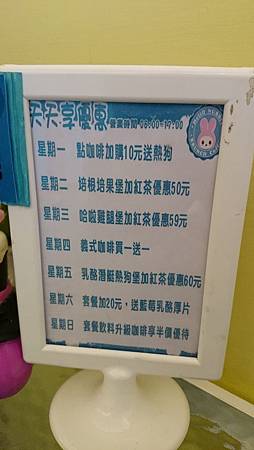 天天享優惠 營業時間 08:00-19:00
星期一 點咖啡加購10元送熱狗
星期二 培根培果堡加紅茶優惠50元
星期三 哈啦雞腿堡加紅茶優惠59元
星期四 義式咖啡買一送一
星期五 乳酪潛艇熱狗堡加紅茶優惠60元
星期六 套餐加20元，送藍莓乳酪厚片
星期日 套餐飲料升級咖啡享半價優待